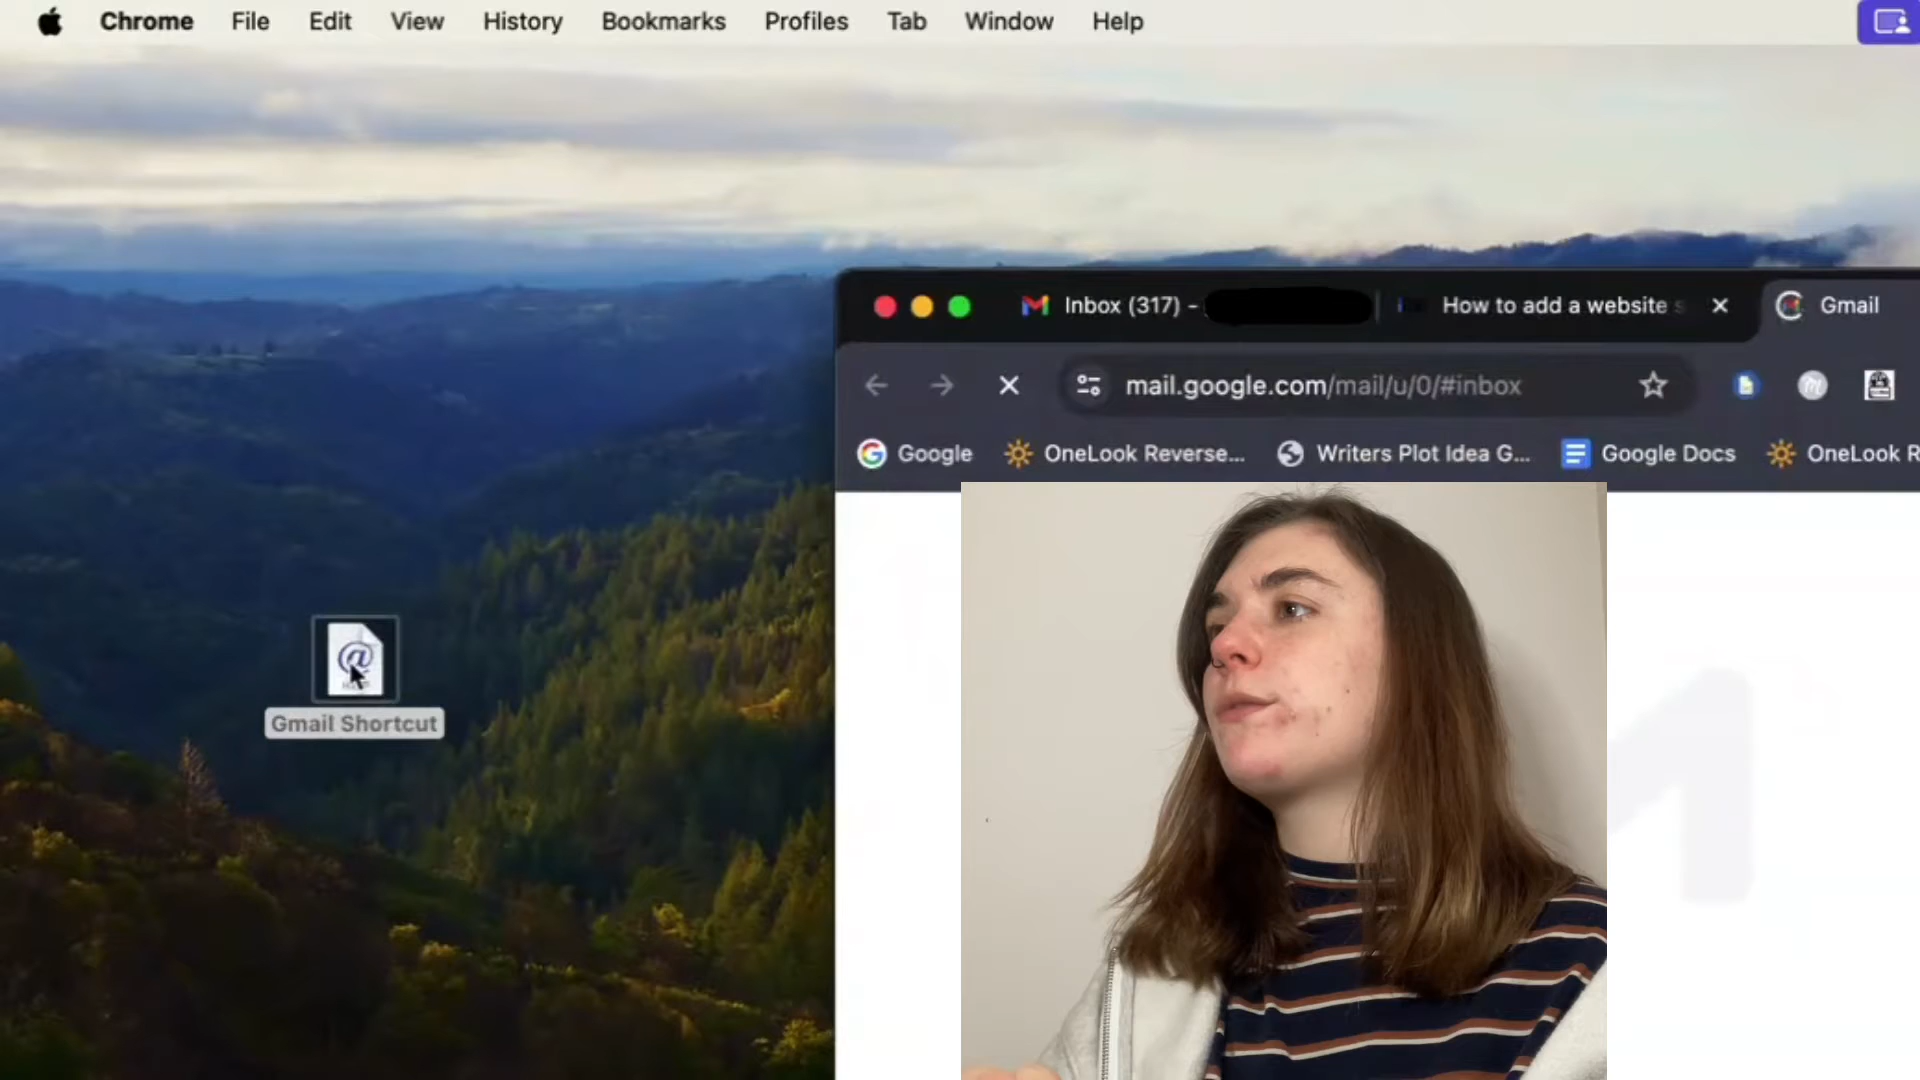 Chrome File Edit View History Bookmarks Profiles Tab Window Help
Inbox (317) - How to add a website s Gmail
mail.google.com/mail/u/0/#inbox
Google OneLook Reverse... Writers Plot Idea G... Google Docs OneLook R
Gmail Shortcut